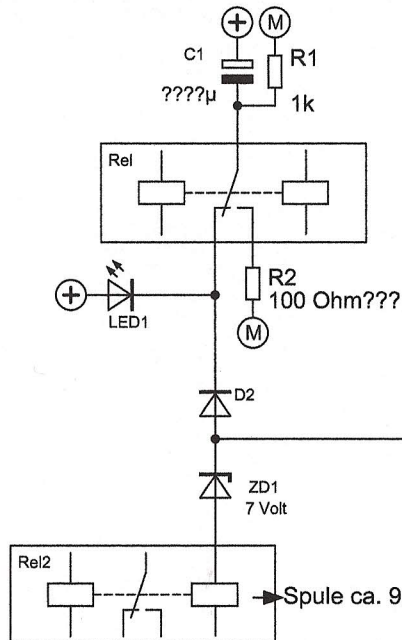 + M
C1
R1
????µ
1k
Rel
R2
+
100 Ohm???
LED1
M
D2
ZD1
7 Volt
Rel2
Spule ca. 9